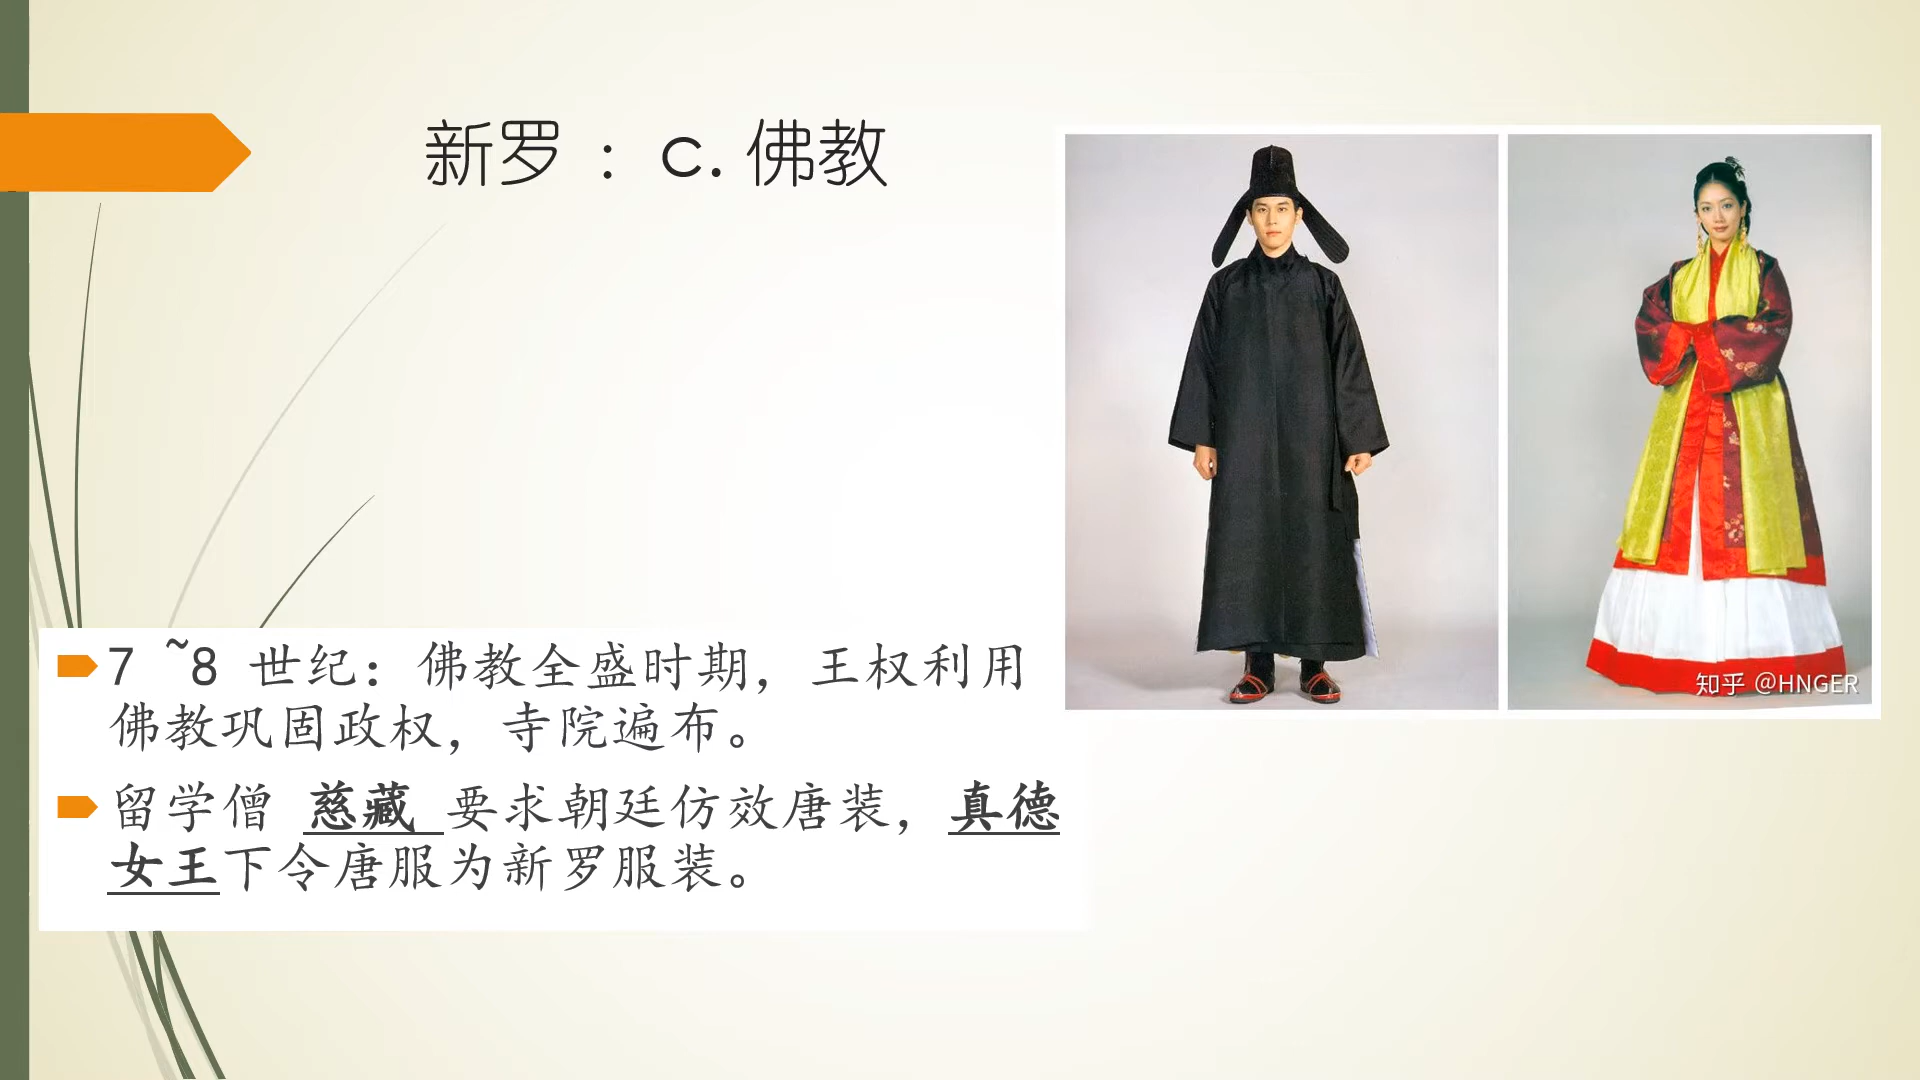 新罗 : c. 佛教
7 ~8 世纪：佛教全盛时期，王权利用
佛教巩固政权，寺院遍布。
留学僧 慈藏 要求朝廷仿效唐装，真德
女王下令唐服为新罗服装。
知乎 @HNGER